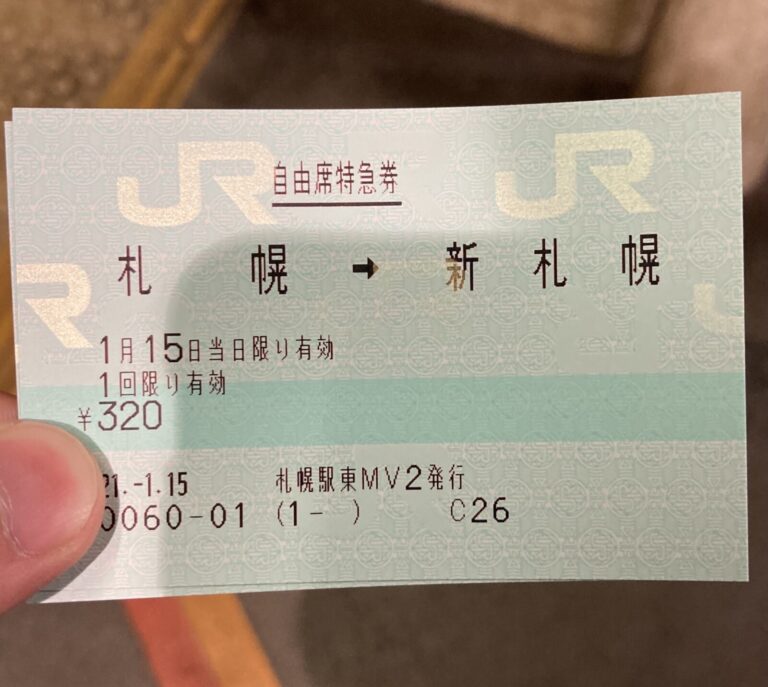 JR JR
自由席特急券
札幌 ➡ 新札幌
1月15日当日限り有効
1回限り有効
¥320
21.-1.15 札幌駅東MV2発行
0060-01 (1- ) C26